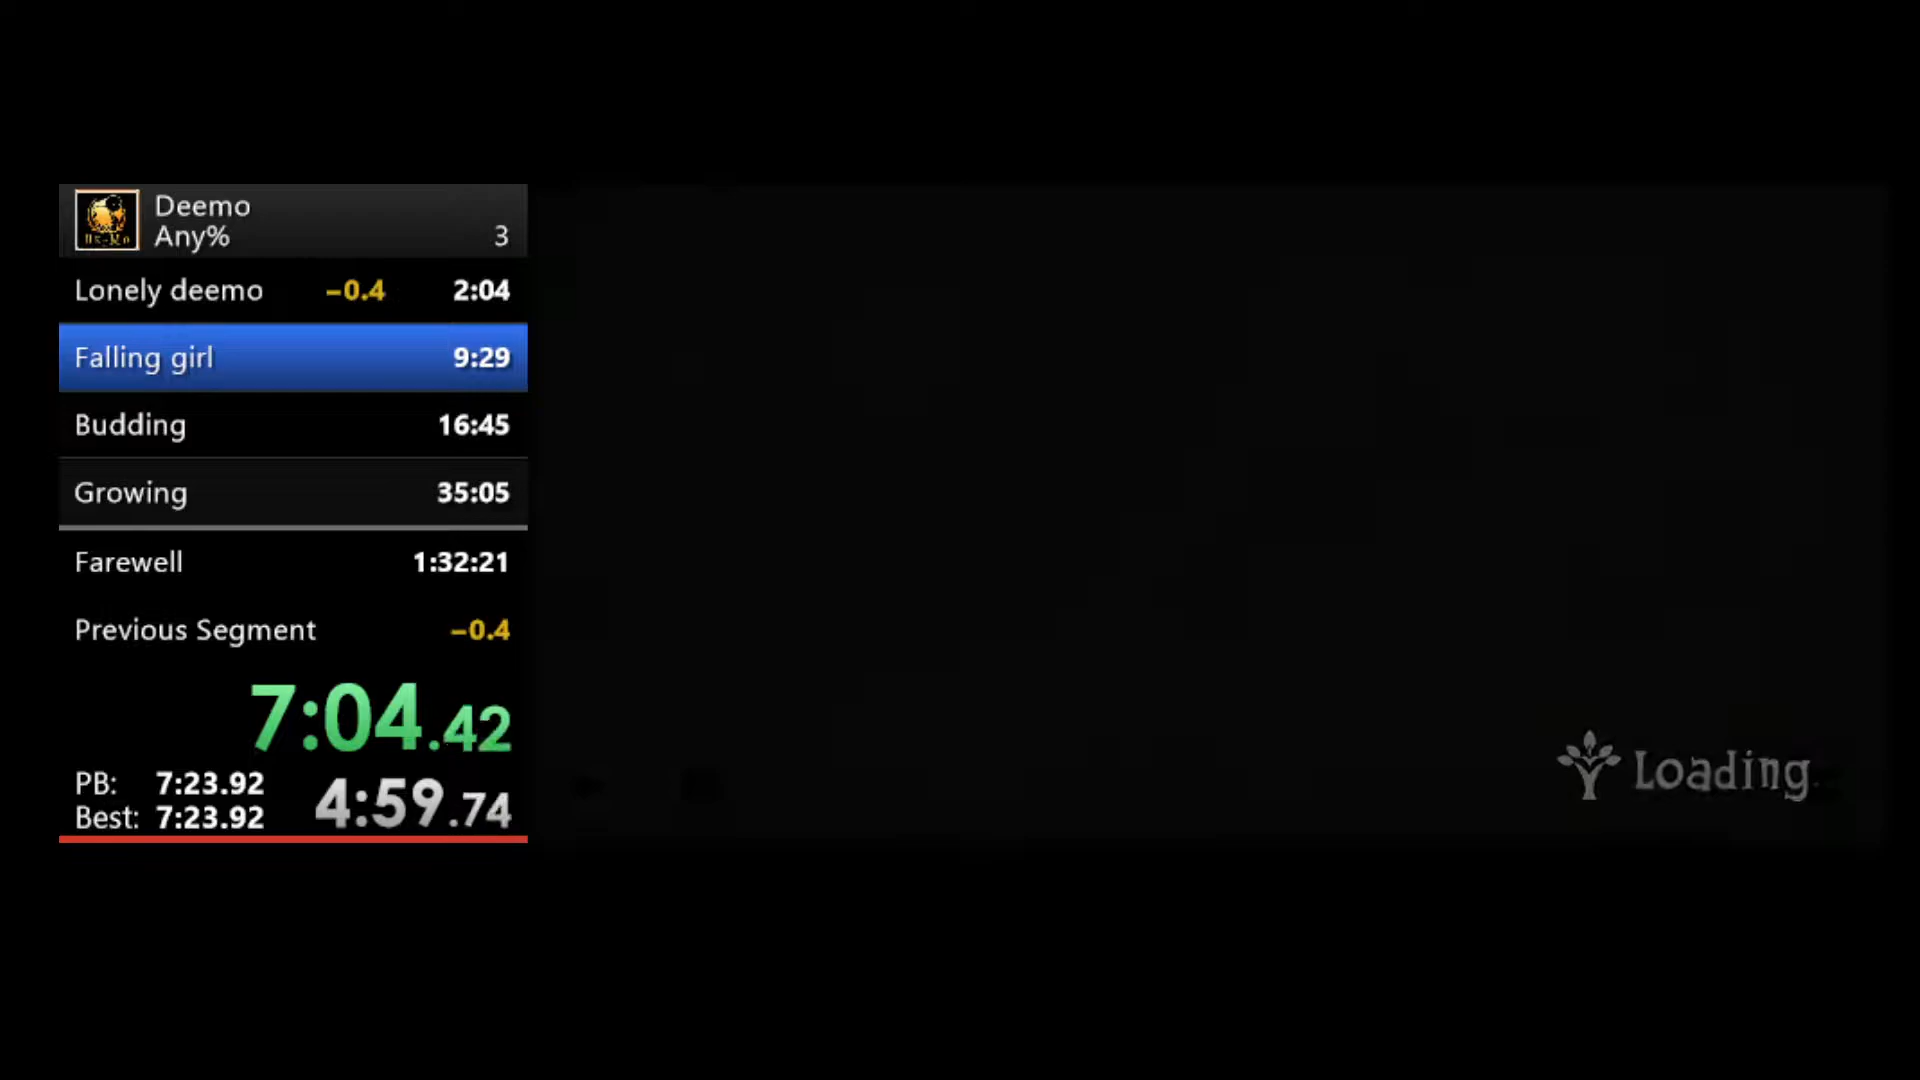 Deemo
Any% 3
Lonely deemo −0.4 2:04
Falling girl 9:29
Budding 16:45
Growing 35:05
Farewell 1:32:21
Previous Segment −0.4
7:04.42
PB: 7:23.92
Best: 7:23.92
4:59.74
Loading.